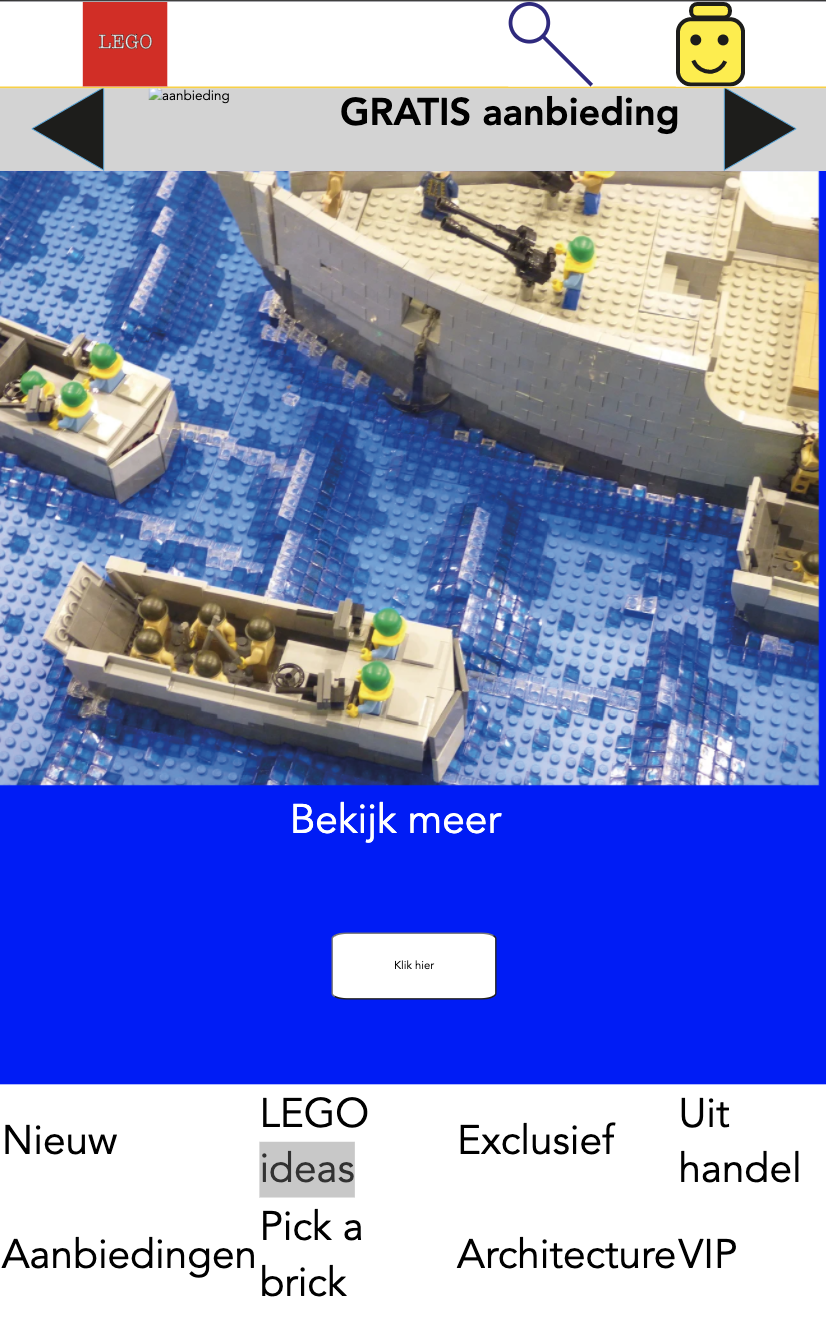 LEGO
aanbieding
GRATIS aanbieding
Bekijk meer
Klik hier
Nieuw
LEGO
ideas
Exclusief
Uit
handel
Aanbiedingen
Pick a
brick
Architecture
VIP